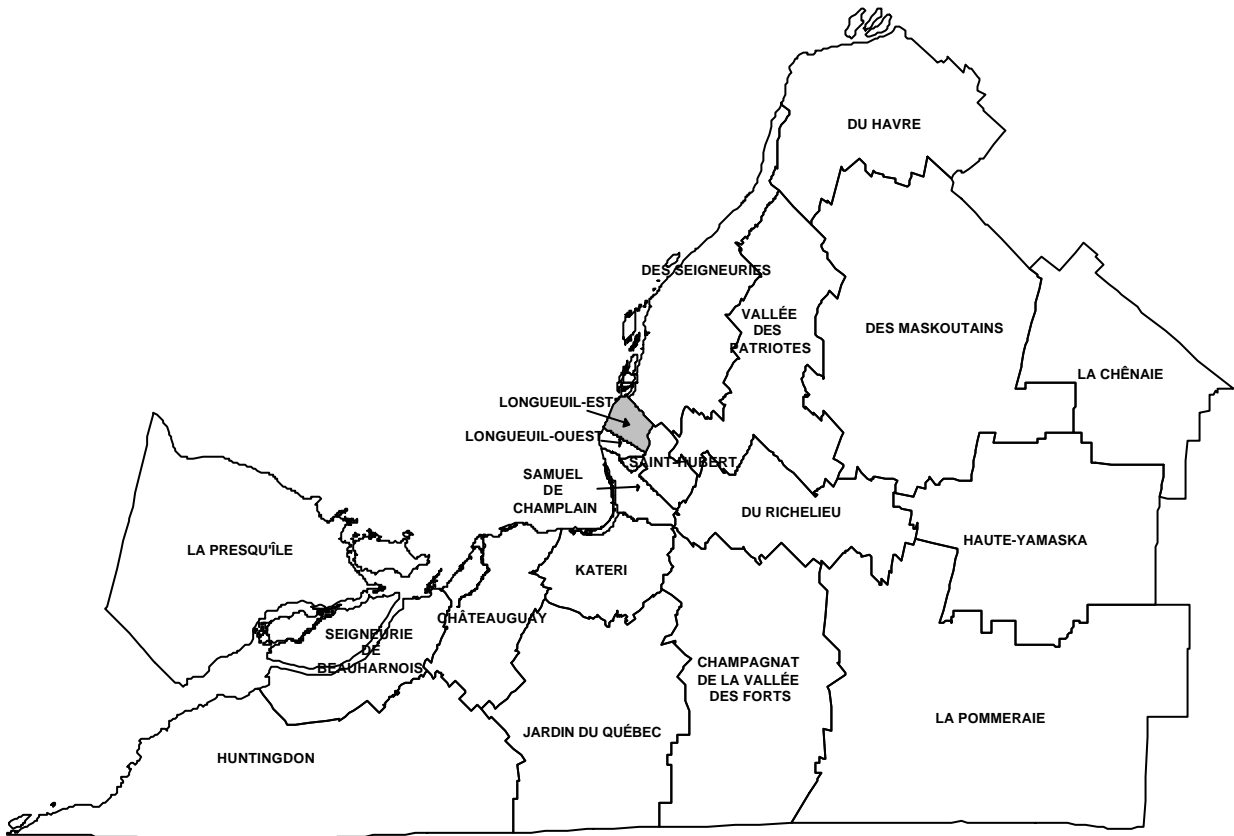 DU HAVRE
DES SEIGNEURIES
VALLÉE
DES
PATRIOTES
DES MASKOUTAINS
LA CHÊNAIE
LONGUEUIL-EST
LONGUEUIL-OUEST
SAINT-HUBERT
SAMUEL
DE
CHAMPLAIN
DU RICHELIEU
HAUTE-YAMASKA
LA PRESQU'ÎLE
KATERI
CHÂTEAUGUAY
SEIGNEURIE
DE
BEAUHARNOIS
CHAMPAGNAT
DE LA VALLÉE
DES FORTS
LA POMMERAIE
JARDIN DU QUÉBEC
HUNTINGDON